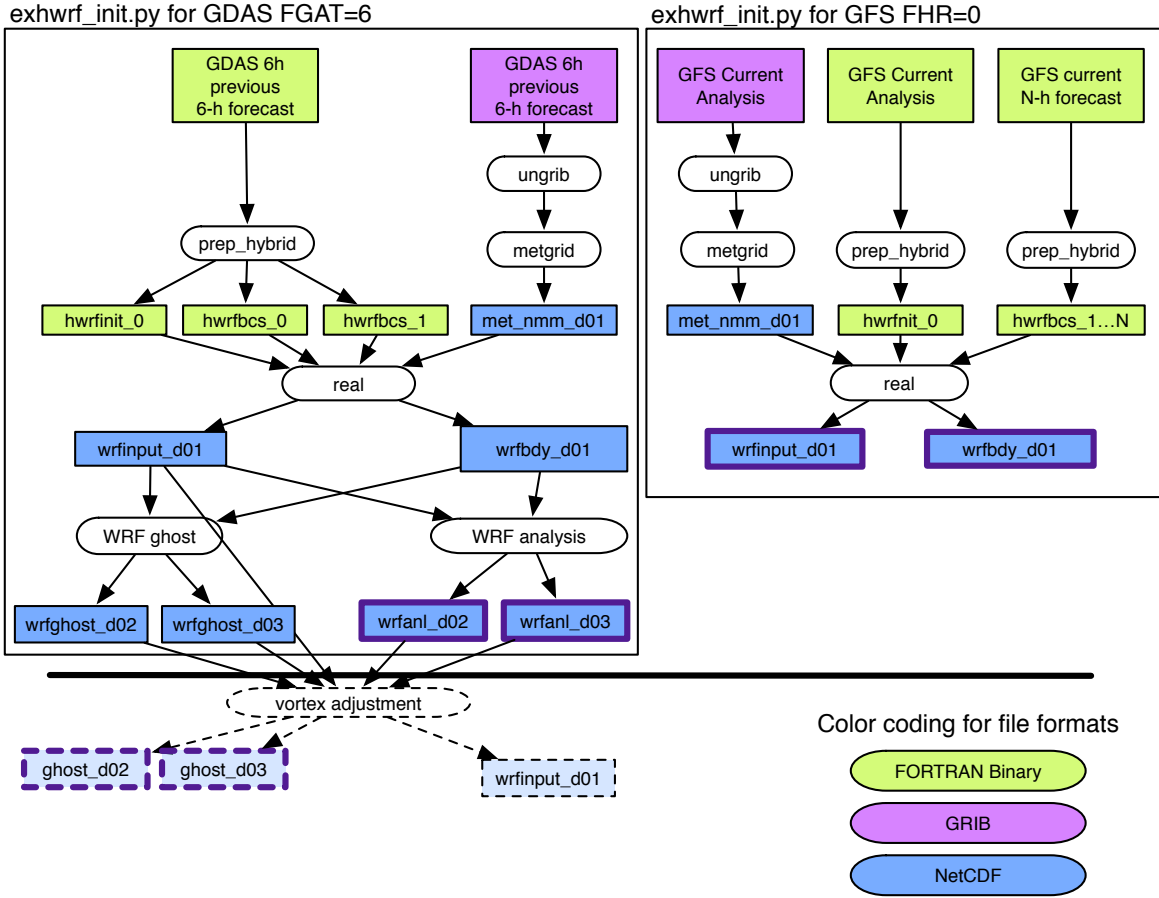 exhwrf_init.py for GDAS FGAT=6
GDAS 6h
previous
6-h forecast
GDAS 6h
previous
6-h forecast
ungrib
prep_hybrid
metgrid
hwrfinit_0
hwrfbcs_0
hwrfbcs_1
met_nmm_d01
real
wrfinput_d01
wrfbdy_d01
WRF ghost
WRF analysis
wrfghost_d02
wrfghost_d03
wrfanl_d02
wrfanl_d03
vortex adjustment
ghost_d02
ghost_d03
wrfinput_d01
exhwrf_init.py for GFS FHR=0
GFS Current
Analysis
GFS Current
Analysis
GFS current
N-h forecast
ungrib
metgrid
prep_hybrid
prep_hybrid
met_nmm_d01
hwrfnit_0
hwrfbcs_1...N
real
wrfinput_d01
wrfbdy_d01
Color coding for file formats
FORTRAN Binary
GRIB
NetCDF